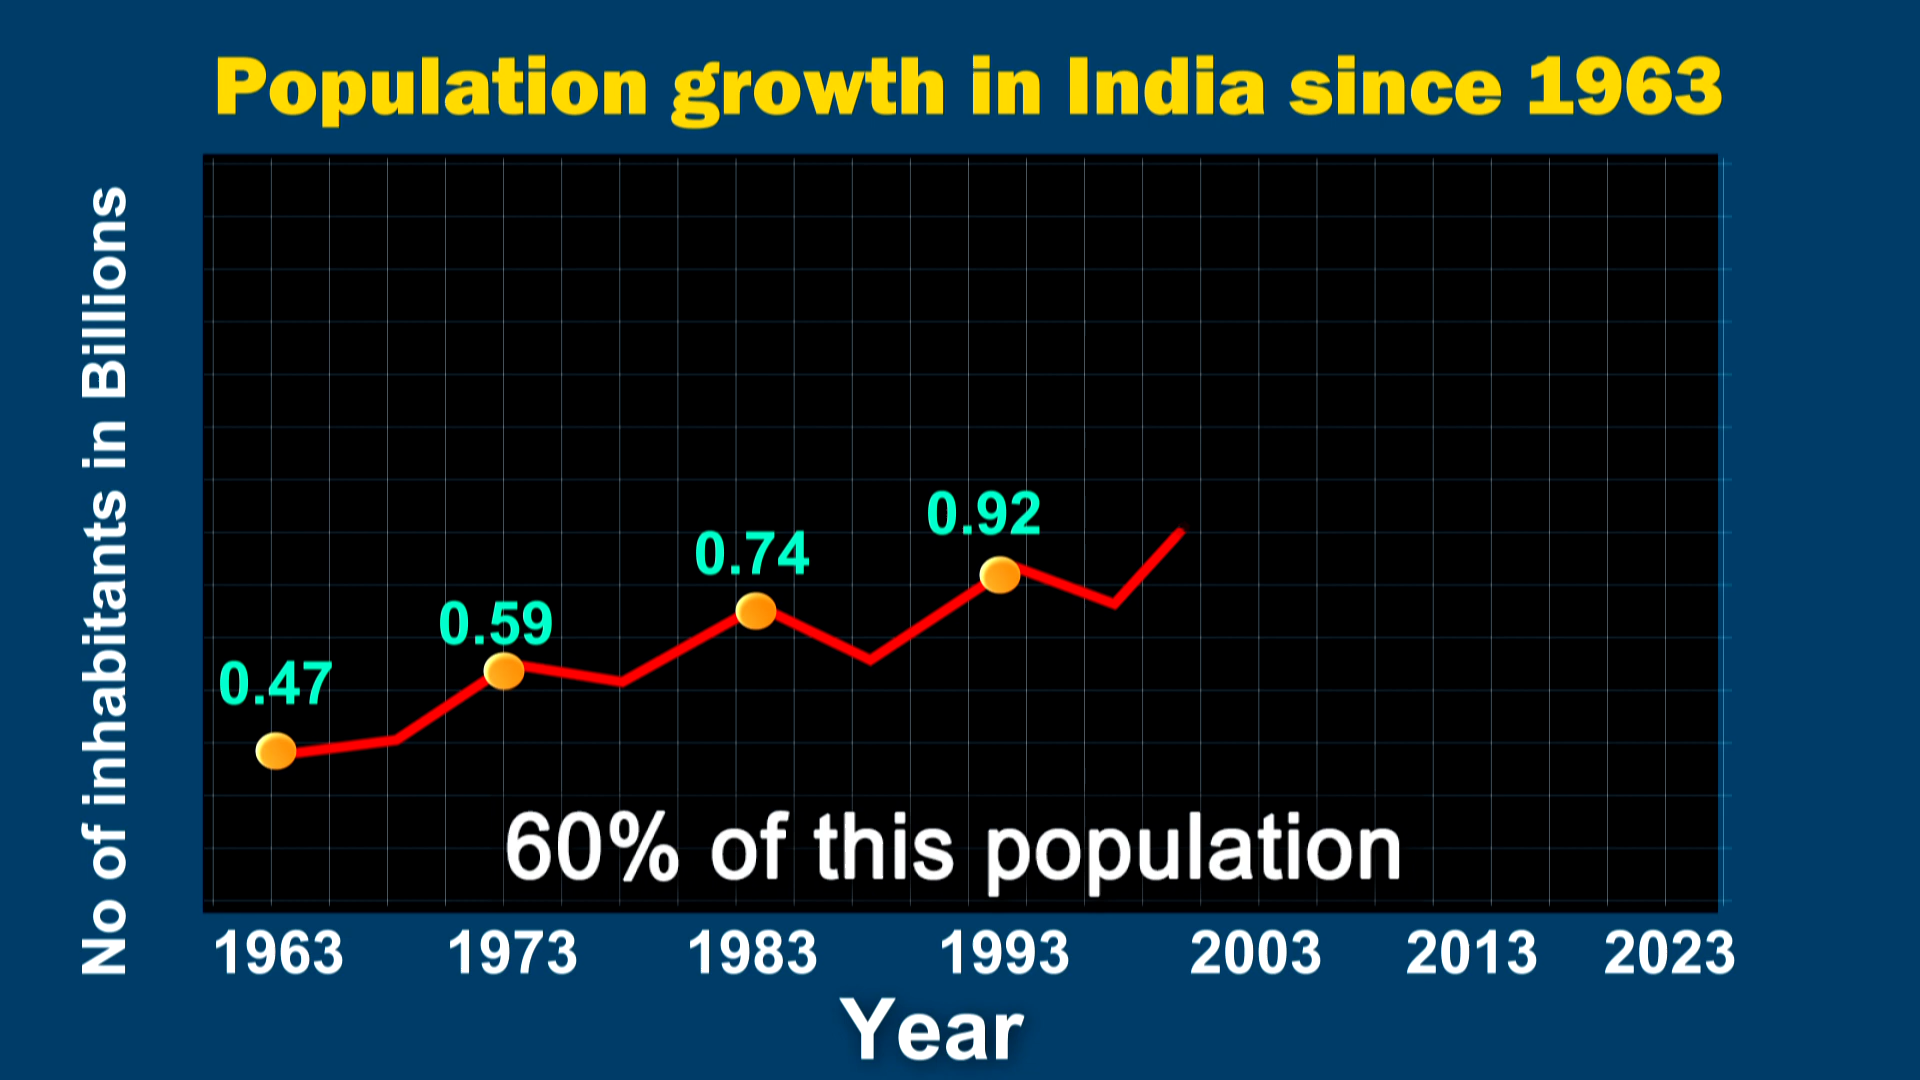 Population growth in India since 1963
No of inhabitants in Billions
0.47
0.59
0.74
0.92
60% of this population
1963 1973 1983 1993 2003 2013 2023
Year